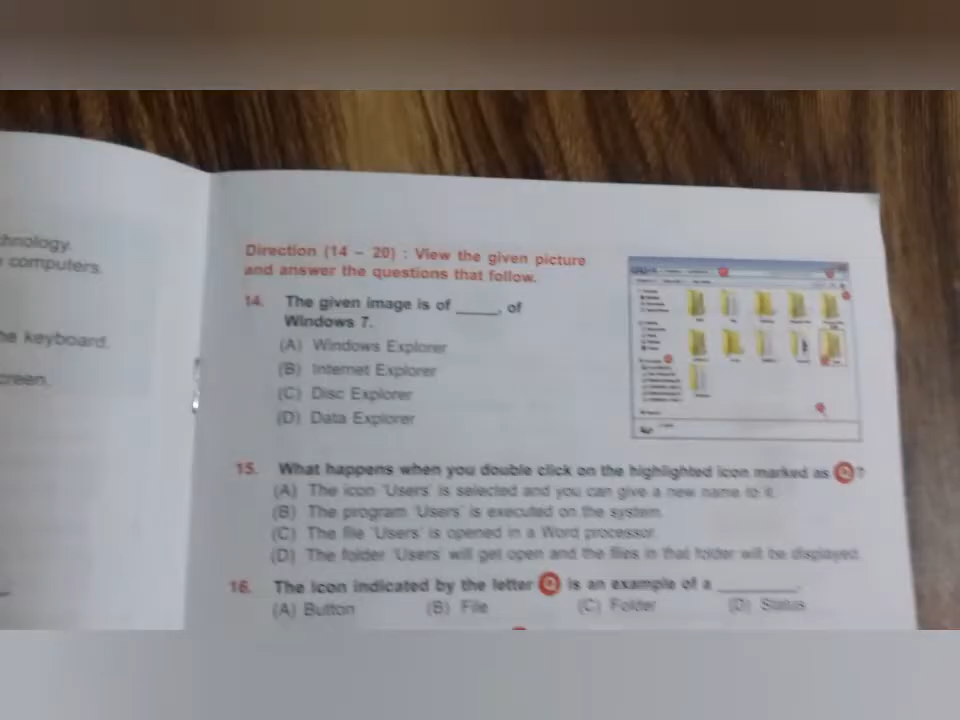 chnology.
computers.
he keyboard.
creen.
Direction (14 – 20) : View the given picture
and answer the questions that follow.
14. The given image is of _____, of
Windows 7.
(A) Windows Explorer
(B) Internet Explorer
(C) Disc Explorer
(D) Data Explorer
15. What happens when you double click on the highlighted icon marked as Q?
(A) The icon 'Users' is selected and you can give a new name to it.
(B) The program 'Users' is executed on the system.
(C) The file 'Users' is opened in a Word processor.
(D) The folder 'Users' will get open and the files in that folder will be displayed.
16. The icon indicated by the letter Q is an example of a _________.
(A) Button (B) File (C) Folder (D) Status